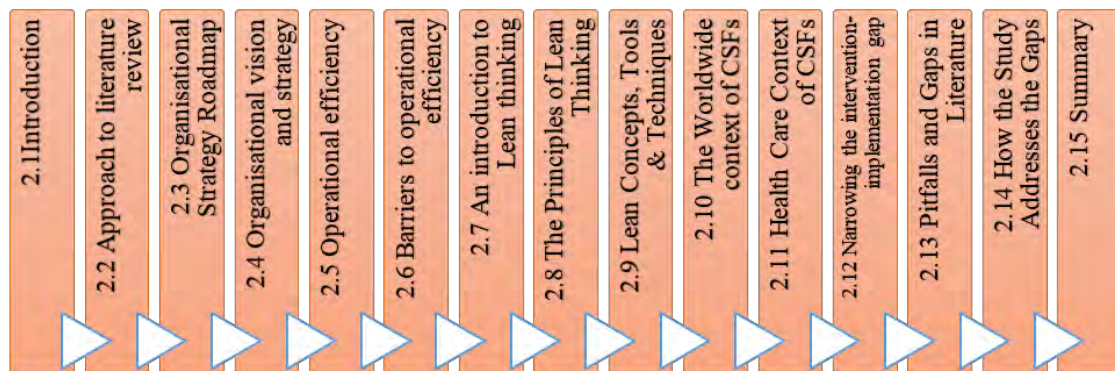 2.1Introduction
2.2 Approach to literature
review
2.3 Organisational
Strategy Roadmap
2.4 Organisational vision
and strategy
2.5 Operational efficiency
2.6 Barriers to operational
efficiency
2.7 An introduction to
Lean thinking
2.8 The Principles of Lean
Thinking
2.9 Lean Concepts, Tools
& Techniques
2.10 The Worldwide
context of CSFs
2.11 Health Care Context
of CSFs
2.12 Narrowing the intervention-
implementation gap
2.13 Pitfalls and Gaps in
Literature
2.14 How the Study
Addresses the Gaps
2.15 Summary